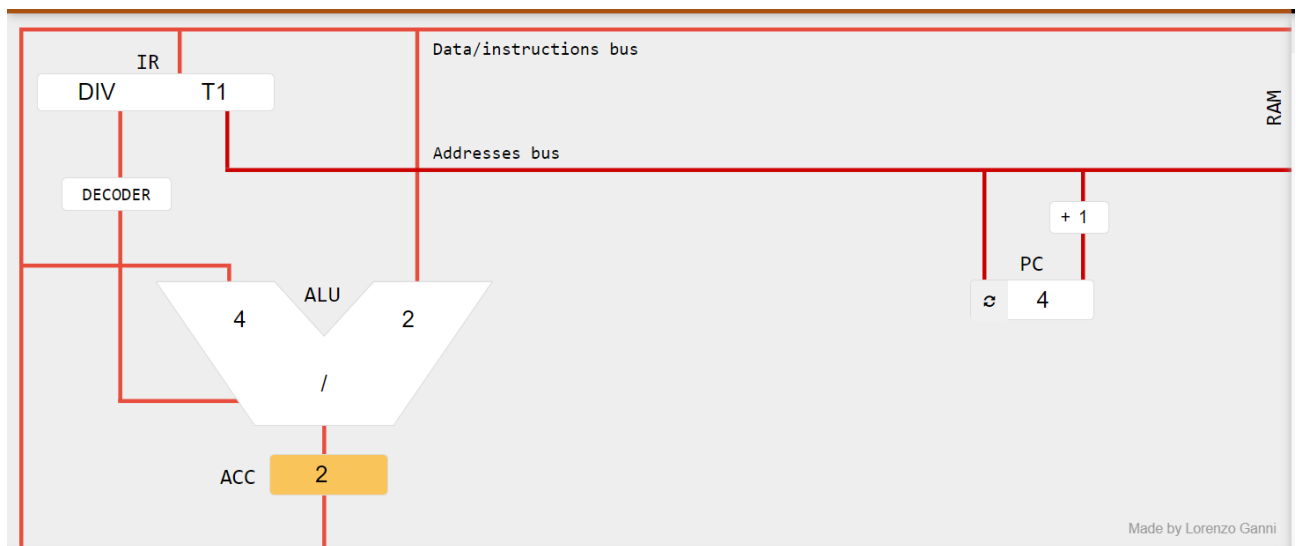 Data/instructions bus
IR
DIV T1
RAM
Addresses bus
DECODER
+ 1
PC
4
ALU
4 2
/
ACC 2
Made by Lorenzo Ganni